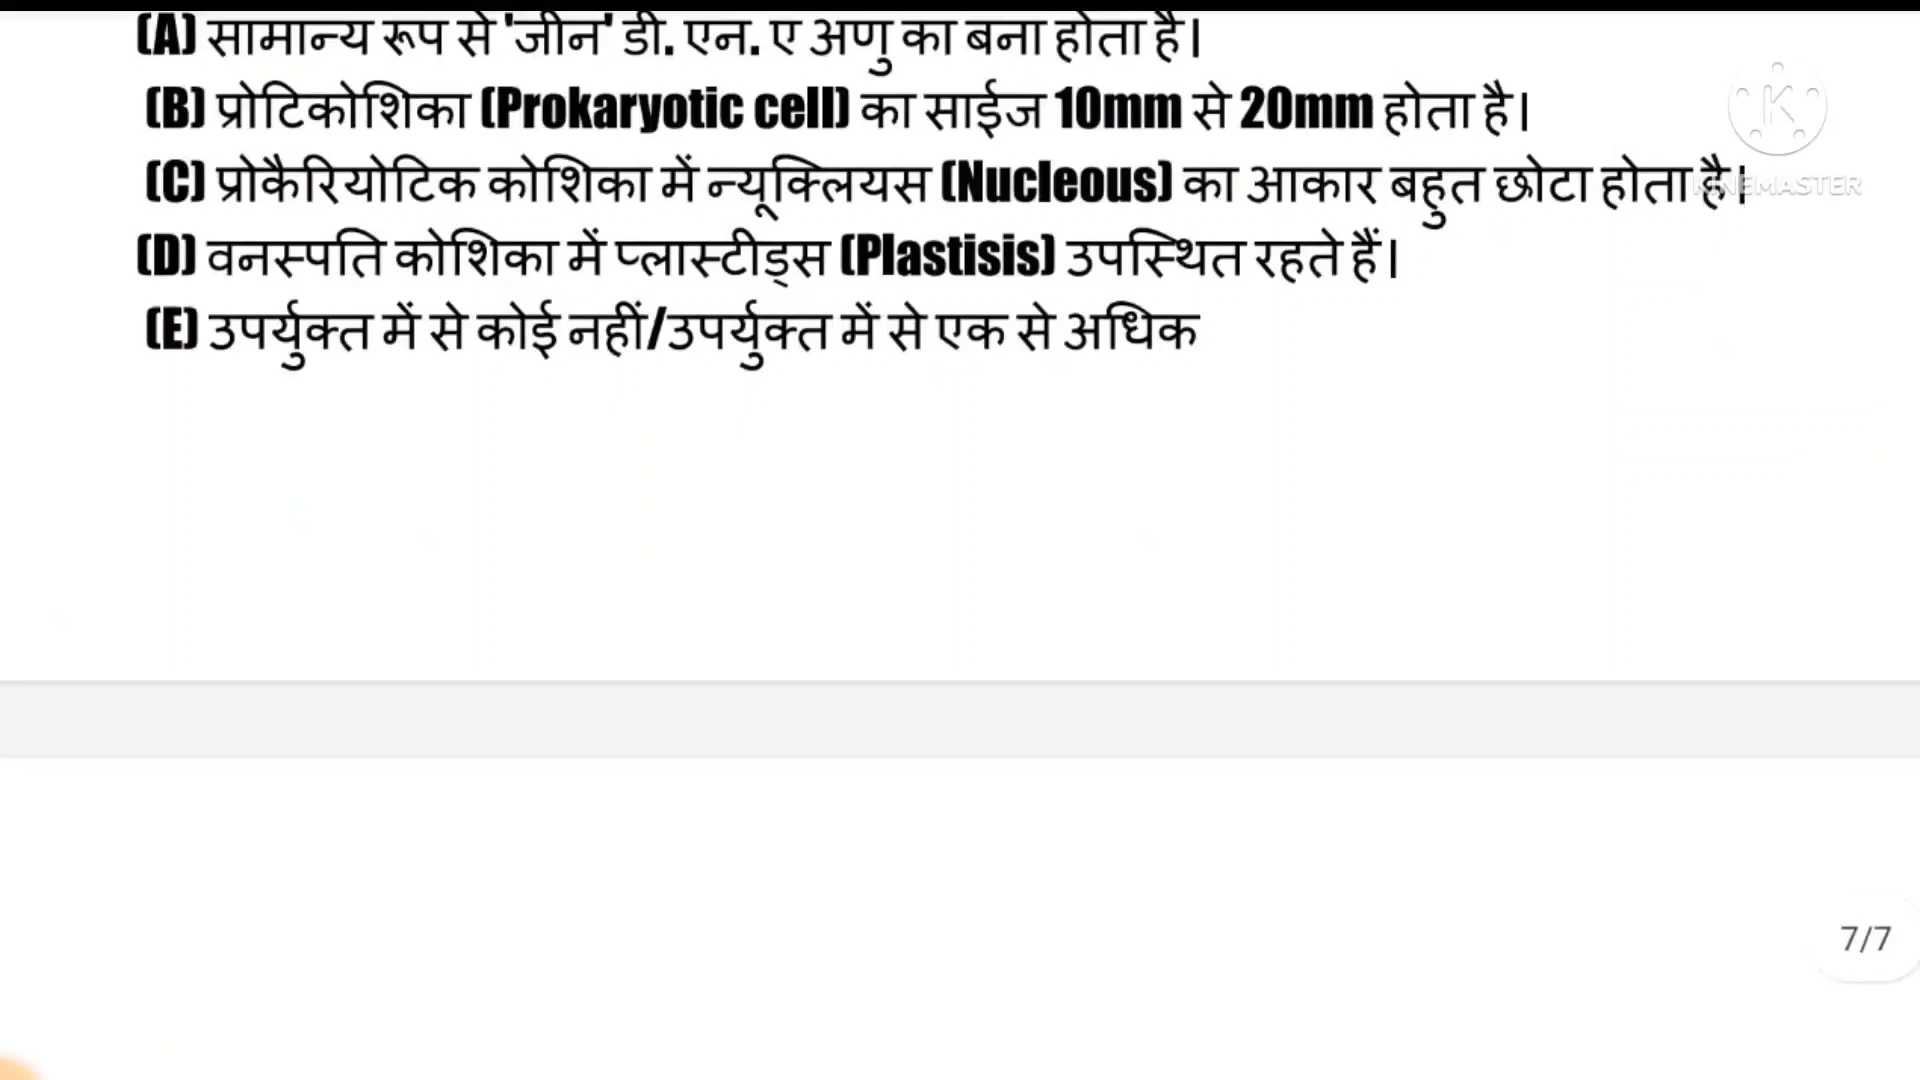 (A) सामान्य रूप से 'जीन' डी. एन. ए अणु का बना होता है।
(B) प्रोटिकोशिका (Prokaryotic cell) का साईज 10mm से 20mm होता है।
(C) प्रोकैरियोटिक कोशिका में न्यूक्लियस (Nucleous) का आकार बहुत छोटा होता है।
KINEMASTER
(D) वनस्पति कोशिका में प्लास्टीड्स (Plastisis) उपस्थित रहते हैं।
(E) उपर्युक्त में से कोई नहीं/उपर्युक्त में से एक से अधिक
7/7